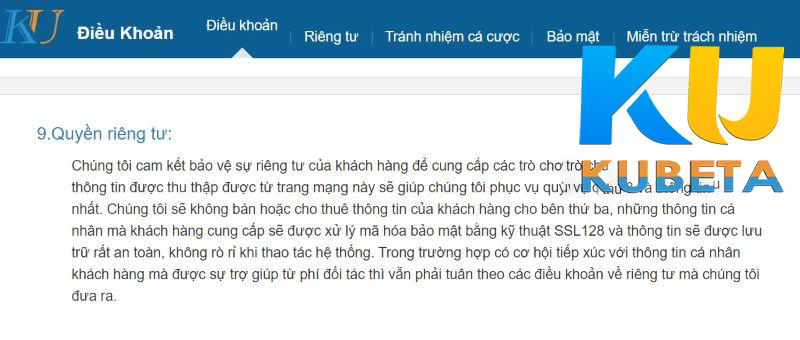 KU Điều Khoản Điều khoản Riêng tư Tránh nhiệm cá cược Bảo mật Miễn trừ trách nhiệm
KU
KUBETA
9.Quyền riêng tư:
Chúng tôi cam kết bảo vệ sự riêng tư của khách hàng để cung cấp các trò chơ trò
thông tin được thu thập được từ trang mạng này sẽ giúp chúng tôi phục vụ
nhất. Chúng tôi sẽ không bán hoặc cho thuê thông tin của khách hàng cho bên thứ ba, những thông tin cá
nhân mà khách hàng cung cấp sẽ được xử lý mã hóa bảo mật bằng kỹ thuật SSL128 và thông tin sẽ được lưu
trữ rất an toàn, không rò rỉ khi thao tác hệ thống. Trong trường hợp có cơ hội tiếp xúc với thông tin cá nhân
khách hàng mà được sự trợ giúp từ phí đối tác thì vẫn phải tuân theo các điều khoản về riêng tư mà chúng tôi
đưa ra.